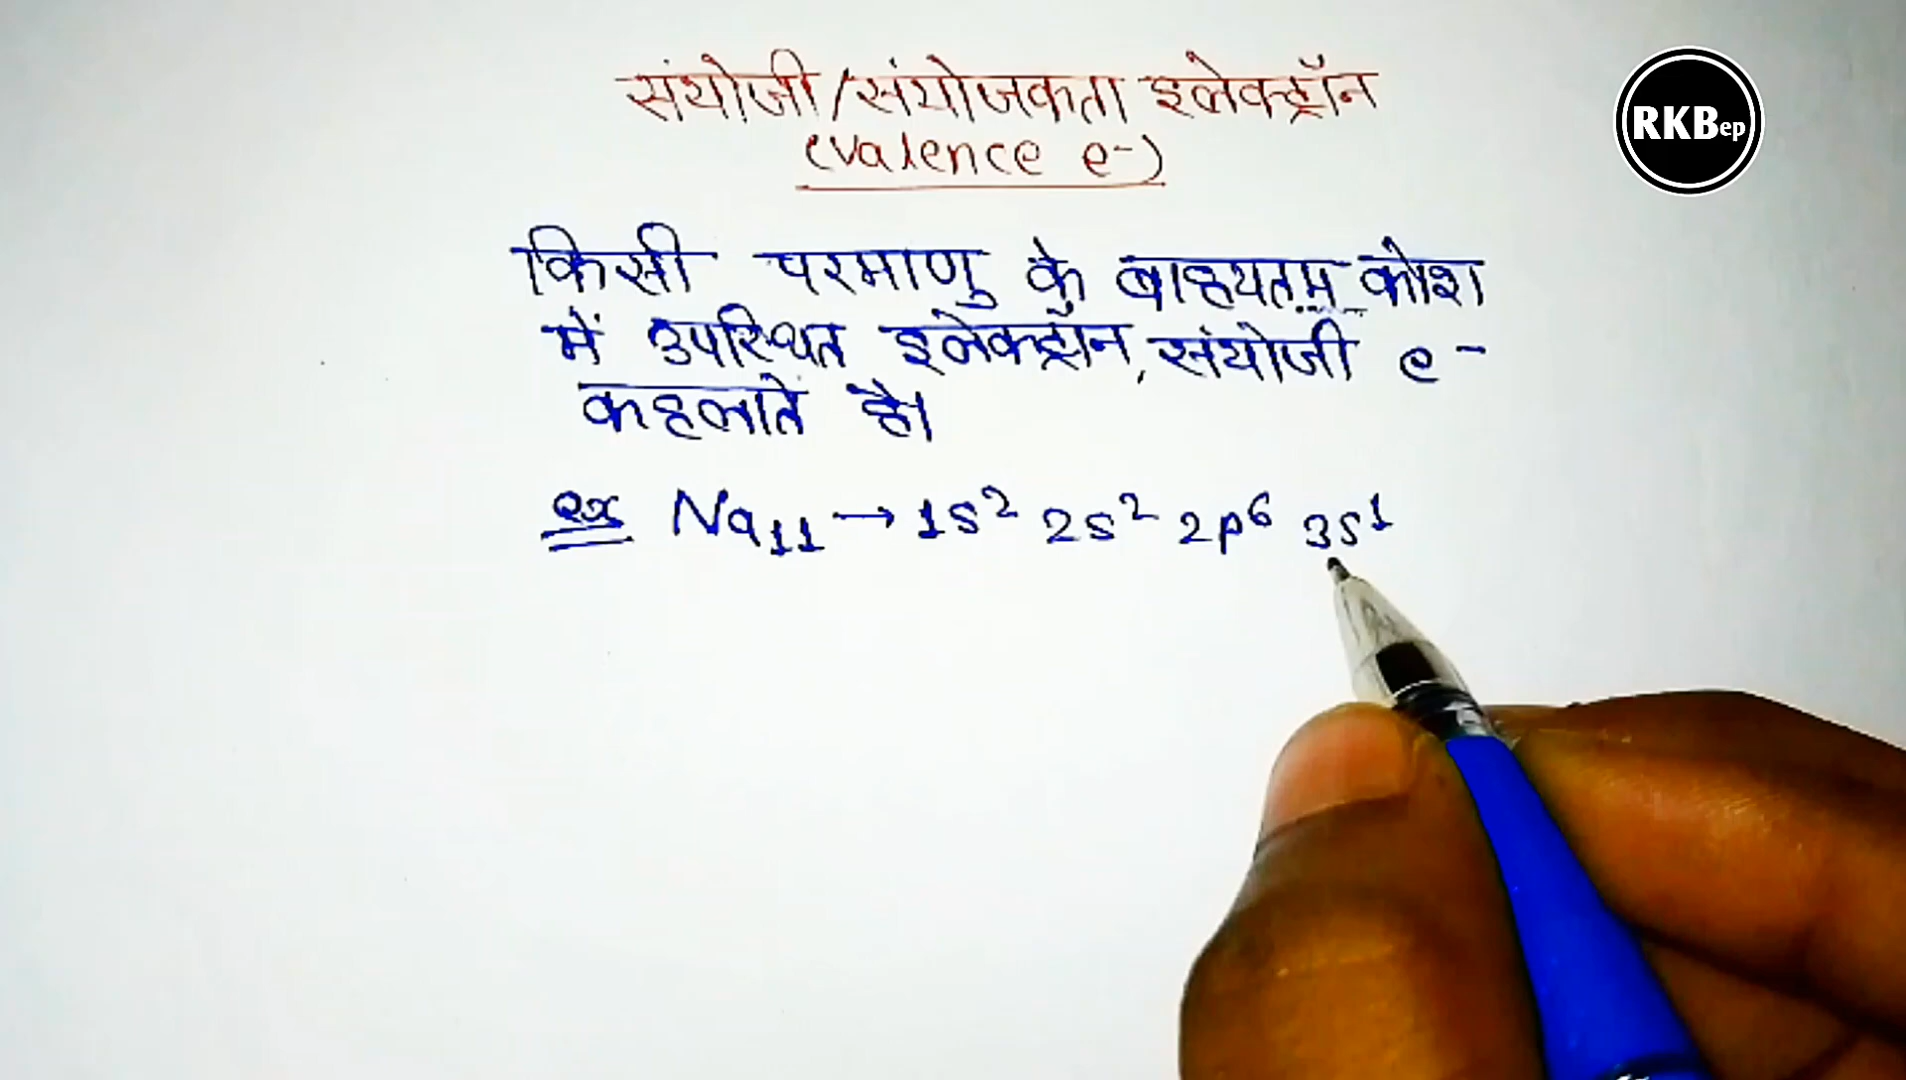 संयोजी/संयोजकता इलेक्ट्रॉन
(valence e⁻)
RKBep
किसी परमाणु के बाह्यतम कोश
में उपस्थित इलेक्ट्रॉन, संयोजी e⁻
कहलाते है।
ex Na₁₁ → 1s² 2s² 2p⁶ 3s¹